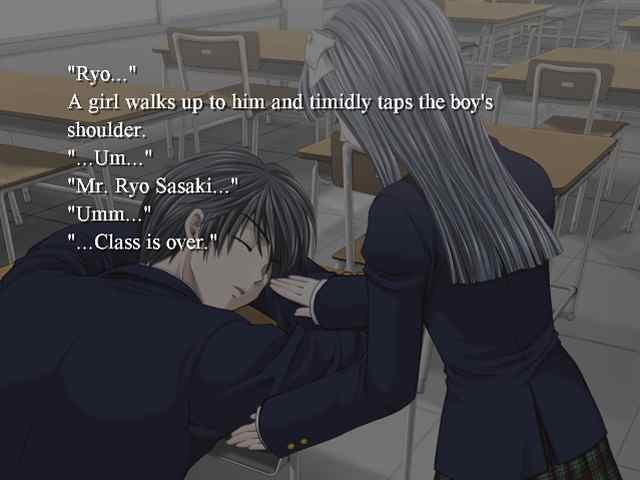 "Ryo..."
A girl walks up to him and timidly taps the boy's
shoulder.
"...Um..."
"Mr. Ryo Sasaki..."
"Umm..."
"...Class is over."